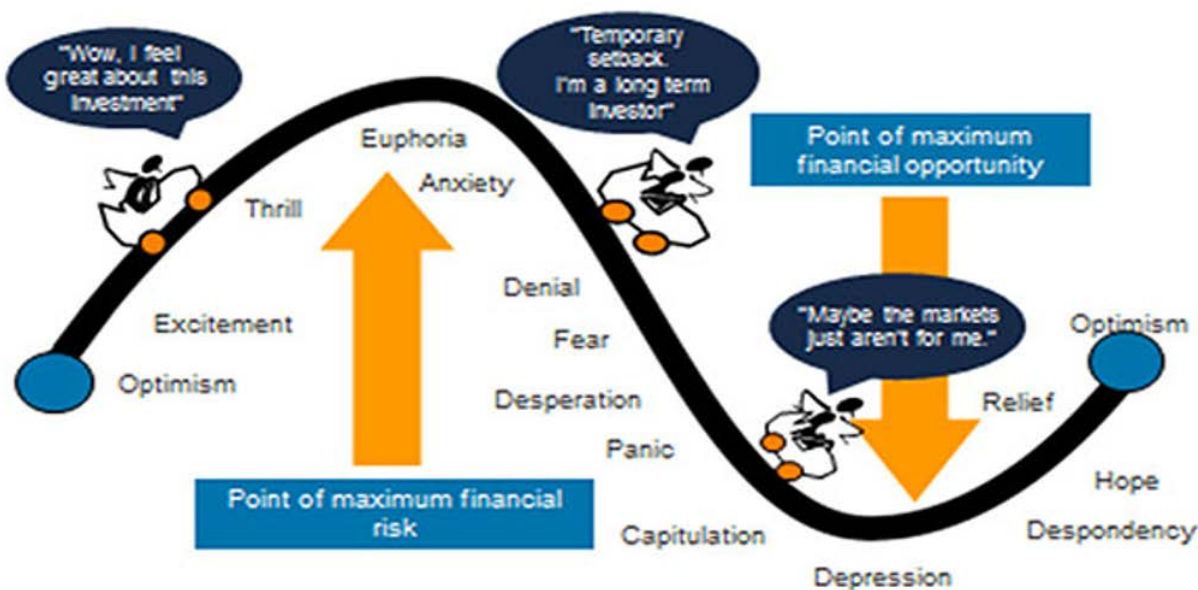 "Wow, I feel
great about this
Investment"
"Temporary
setback.
I'm a long term
Investor"
Euphoria
Anxiety
Thrill
Point of maximum
financial opportunity
Denial
Excitement
Fear
"Maybe the markets
just aren't for me."
Optimism
Optimism
Desperation
Relief
Panic
Point of maximum financial
risk
Hope
Capitulation
Despondency
Depression